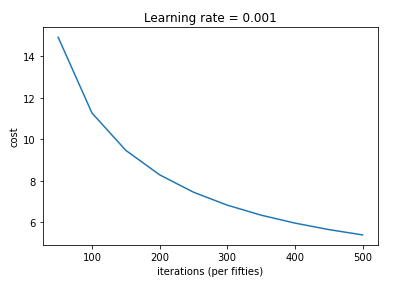 Learning rate = 0.001
14
12
10
8
6
cost
100 200 300 400 500
iterations (per fifties)